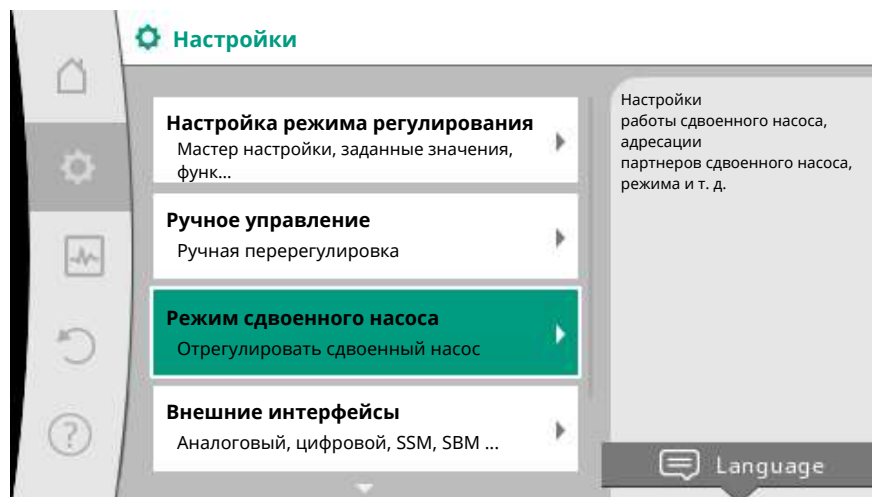 Настройки
Настройка режима регулирования
Мастер настройки, заданные значения,
функ...
Ручное управление
Ручная перерегулировка
Режим сдвоенного насоса
Отрегулировать сдвоенный насос
Внешние интерфейсы
Аналоговый, цифровой, SSM, SBM ...
Настройки
работы сдвоенного насоса,
адресации
партнеров сдвоенного насоса,
режима и т. д.
Language